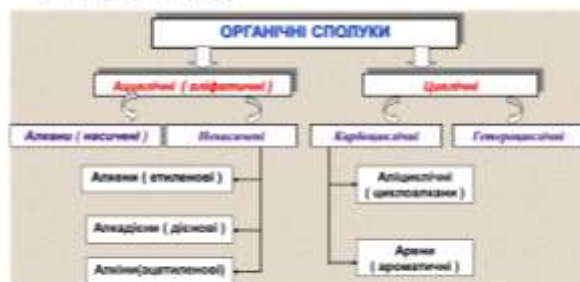 ОРГАНІЧНІ СПОЛУКИ
Ациклічні ( аліфатичні )
Циклічні
Алкани ( насичені )
Ненасичені
Карбоциклічні
Гетероциклічні
Алкени ( етиленові )
Аліциклічні
( циклоалкани )
Алкадієни ( дієнові )
Арени
( ароматичні )
Алкіни(ацетиленові)